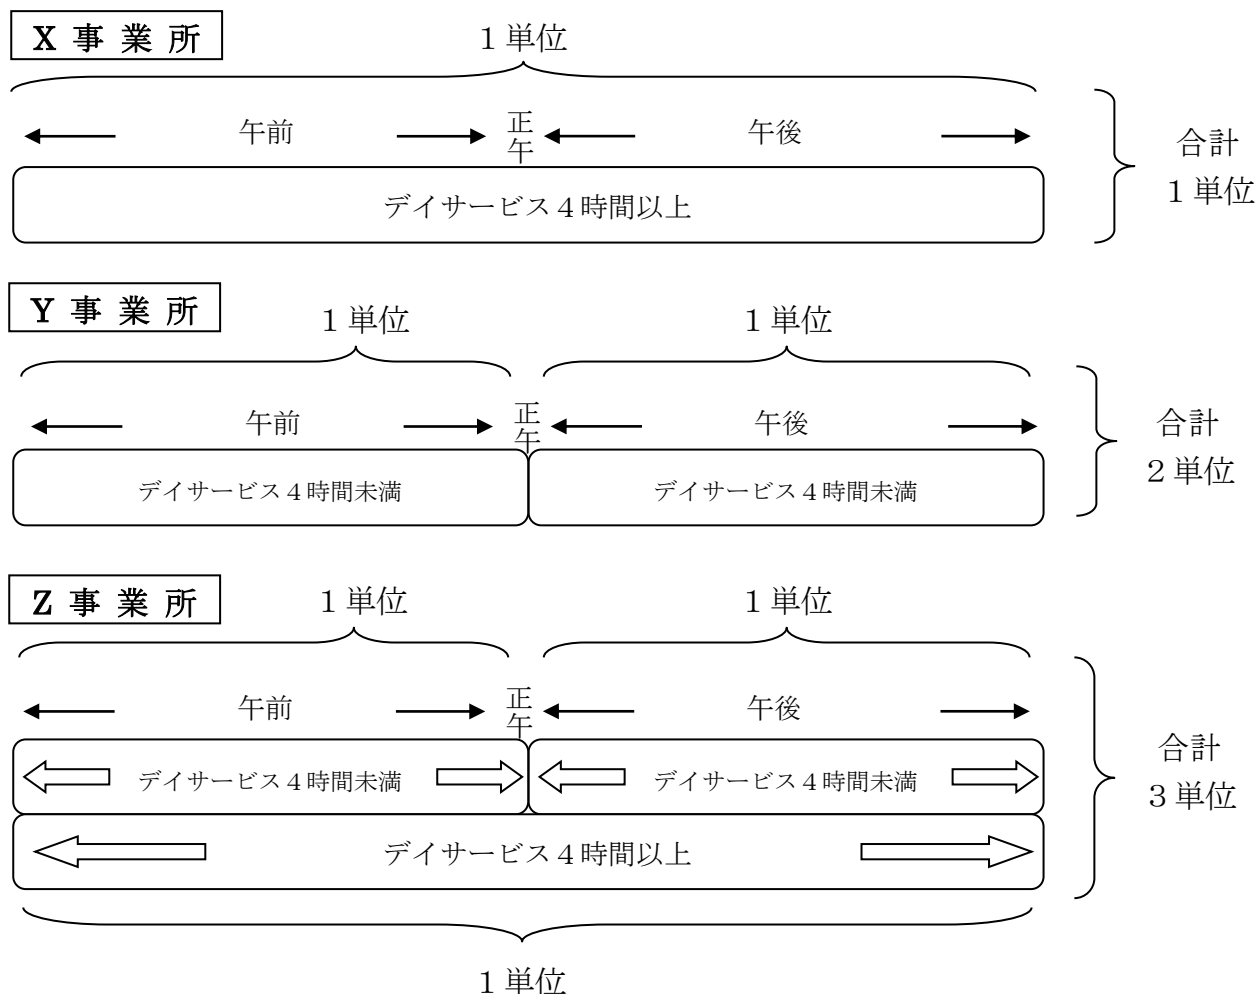 X 事 業 所
1 単位
午前
正午
午後
デイサービス4時間以上
合計
1 単位
Y 事 業 所
1 単位
1 単位
午前
正午
午後
デイサービス4時間未満
デイサービス4時間未満
合計
2 単位
Z 事 業 所
1 単位
1 単位
午前
正午
午後
デイサービス4時間未満
デイサービス4時間未満
デイサービス4時間以上
合計
3 単位
1 単位